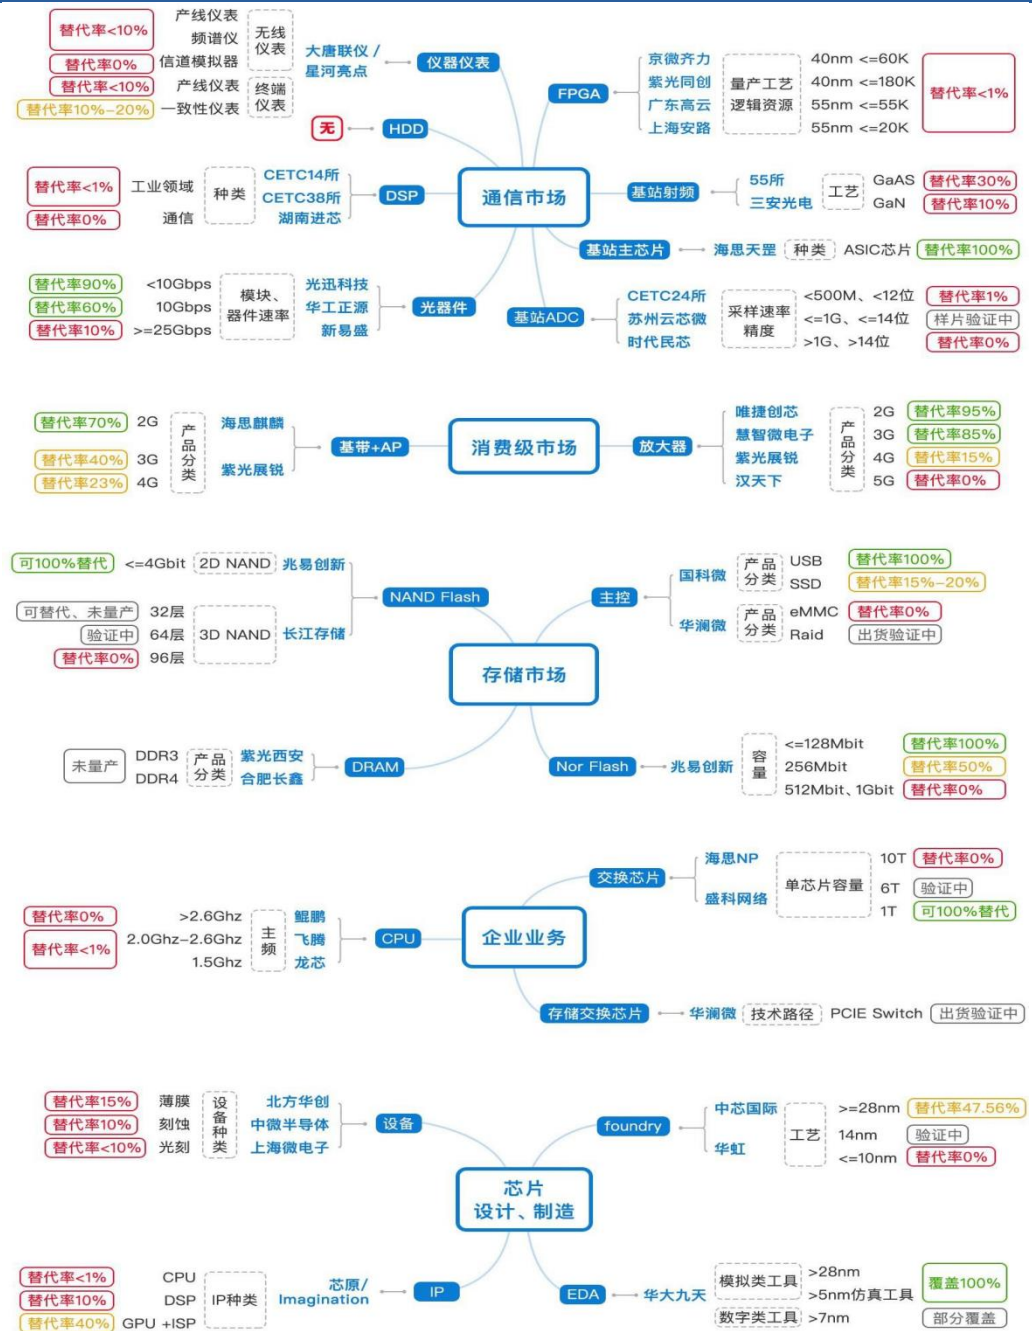 通信市场
仪器仪表
大唐联仪 /
星河亮点
无线
仪表
产线仪表
频谱仪
替代率<10%
信道模拟器
替代率0%
终端
仪表
产线仪表
替代率<10%
一致性仪表
替代率10%-20%
HDD
无
DSP
CETC14所
CETC38所
湖南进芯
种类
工业领域
替代率<1%
通信
替代率0%
光器件
光迅科技
华工正源
新易盛
模块、
器件速率
<10Gbps
替代率90%
10Gbps
替代率60%
>=25Gbps
替代率10%
FPGA
京微齐力
紫光同创
广东高云
上海安路
量产工艺
逻辑资源
40nm <=60K
40nm <=180K
55nm <=55K
55nm <=20K
替代率<1%
基站射频
55所
三安光电
工艺
GaAS
替代率30%
GaN
替代率10%
基站主芯片
海思天罡
种类
ASIC芯片
替代率100%
基站ADC
CETC24所
苏州云芯微
时代民芯
采样速率
精度
<500M、<12位
替代率1%
<=1G、<=14位
样片验证中
>1G、>14位
替代率0%
消费级市场
基带+AP
海思麒麟
紫光展锐
产品分类
2G
替代率70%
3G
替代率40%
4G
替代率23%
放大器
唯捷创芯
慧智微电子
紫光展锐
汉天下
产品分类
2G
替代率95%
3G
替代率85%
4G
替代率15%
5G
替代率0%
存储市场
NAND Flash
兆易创新
2D NAND
<=4Gbit
可100%替代
长江存储
3D NAND
32层
可替代、未量产
64层
验证中
96层
替代率0%
DRAM
紫光西安
合肥长鑫
产品
分类
DDR3
DDR4
未量产
主控
国科微
产品
分类
USB
替代率100%
SSD
替代率15%-20%
华澜微
产品
分类
eMMC
替代率0%
Raid
出货验证中
Nor Flash
兆易创新
容量
<=128Mbit
替代率100%
256Mbit
替代率50%
512Mbit、1Gbit
替代率0%
企业业务
CPU
鲲鹏
飞腾
龙芯
主频
>2.6Ghz
替代率0%
2.0Ghz-2.6Ghz
1.5Ghz
替代率<1%
交换芯片
海思NP
盛科网络
单芯片容量
10T
替代率0%
6T
验证中
1T
可100%替代
存储交换芯片
华澜微
技术路径
PCIE Switch
出货验证中
芯片
设计、制造
设备
北方华创
中微半导体
上海微电子
设备种类
薄膜
替代率15%
刻蚀
替代率10%
光刻
替代率<10%
IP
芯原/
Imagination
IP种类
CPU
替代率<1%
DSP
替代率10%
GPU +ISP
替代率40%
foundry
中芯国际
华虹
工艺
>=28nm
替代率47.56%
14nm
验证中
<=10nm
替代率0%
EDA
华大九天
模拟类工具
>28nm
>5nm仿真工具
覆盖100%
数字类工具
>7nm
部分覆盖